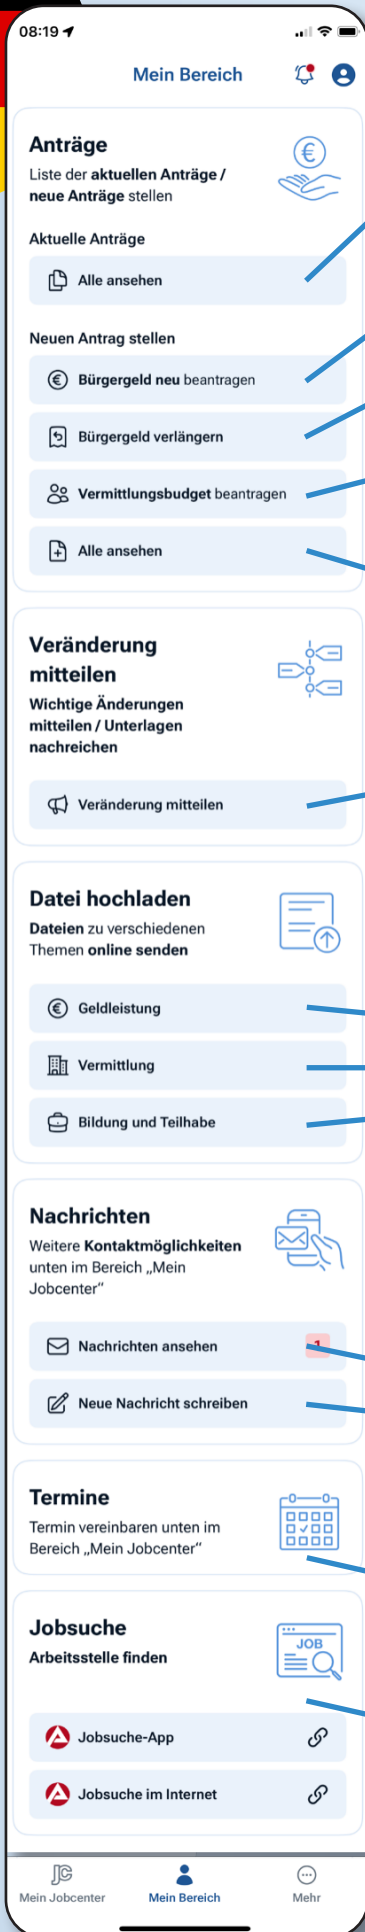 08:19
Mein Bereich
Anträge
Liste der aktuellen Anträge /
neue Anträge stellen
Aktuelle Anträge
Alle ansehen
Neuen Antrag stellen
Bürgergeld neu beantragen
Bürgergeld verlängern
Vermittlungsbudget beantragen
Alle ansehen
Veränderung
mitteilen
Wichtige Änderungen
mitteilen / Unterlagen
nachreichen
Veränderung mitteilen
Datei hochladen
Dateien zu verschiedenen
Themen online senden
Geldleistung
Vermittlung
Bildung und Teilhabe
Nachrichten
Weitere Kontaktmöglichkeiten
unten im Bereich „Mein
Jobcenter“
Nachrichten ansehen 1
Neue Nachricht schreiben
Termine
Termin vereinbaren unten im
Bereich „Mein Jobcenter“
Jobsuche
JOB
Arbeitsstelle finden
Jobsuche-App
Jobsuche im Internet
Mein Jobcenter Mein Bereich Mehr